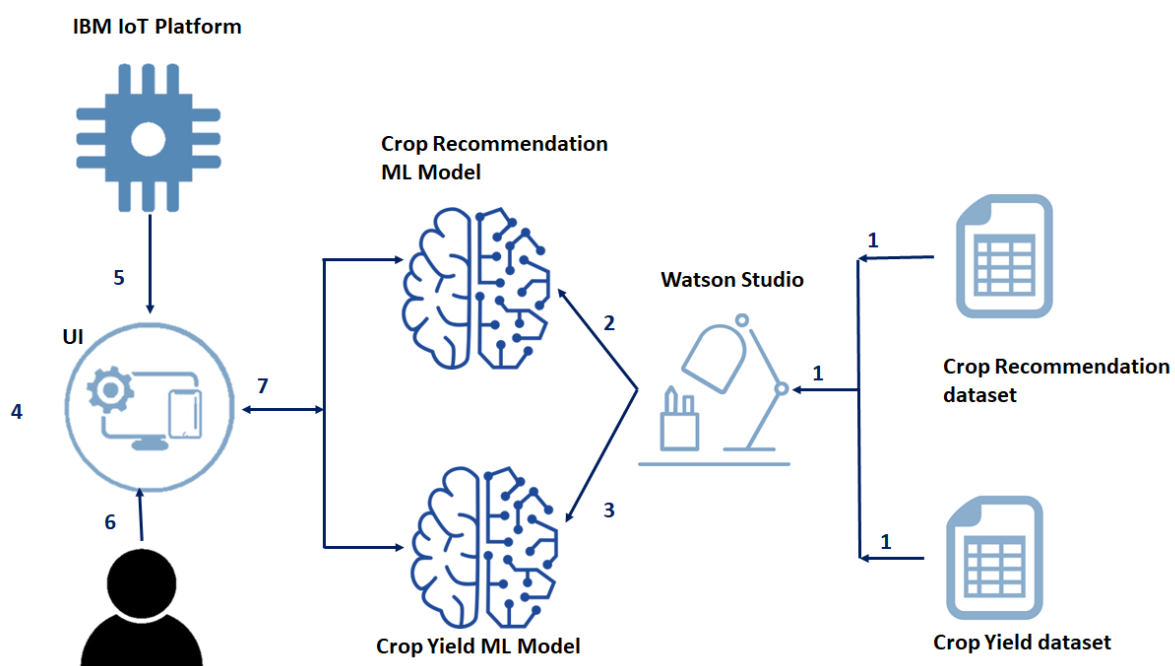 IBM IoT Platform
Crop Recommendation
ML Model
1
5
Watson Studio
2
UI
7
1
Crop Recommendation
dataset
4
3
6
1
Crop Yield ML Model
Crop Yield dataset